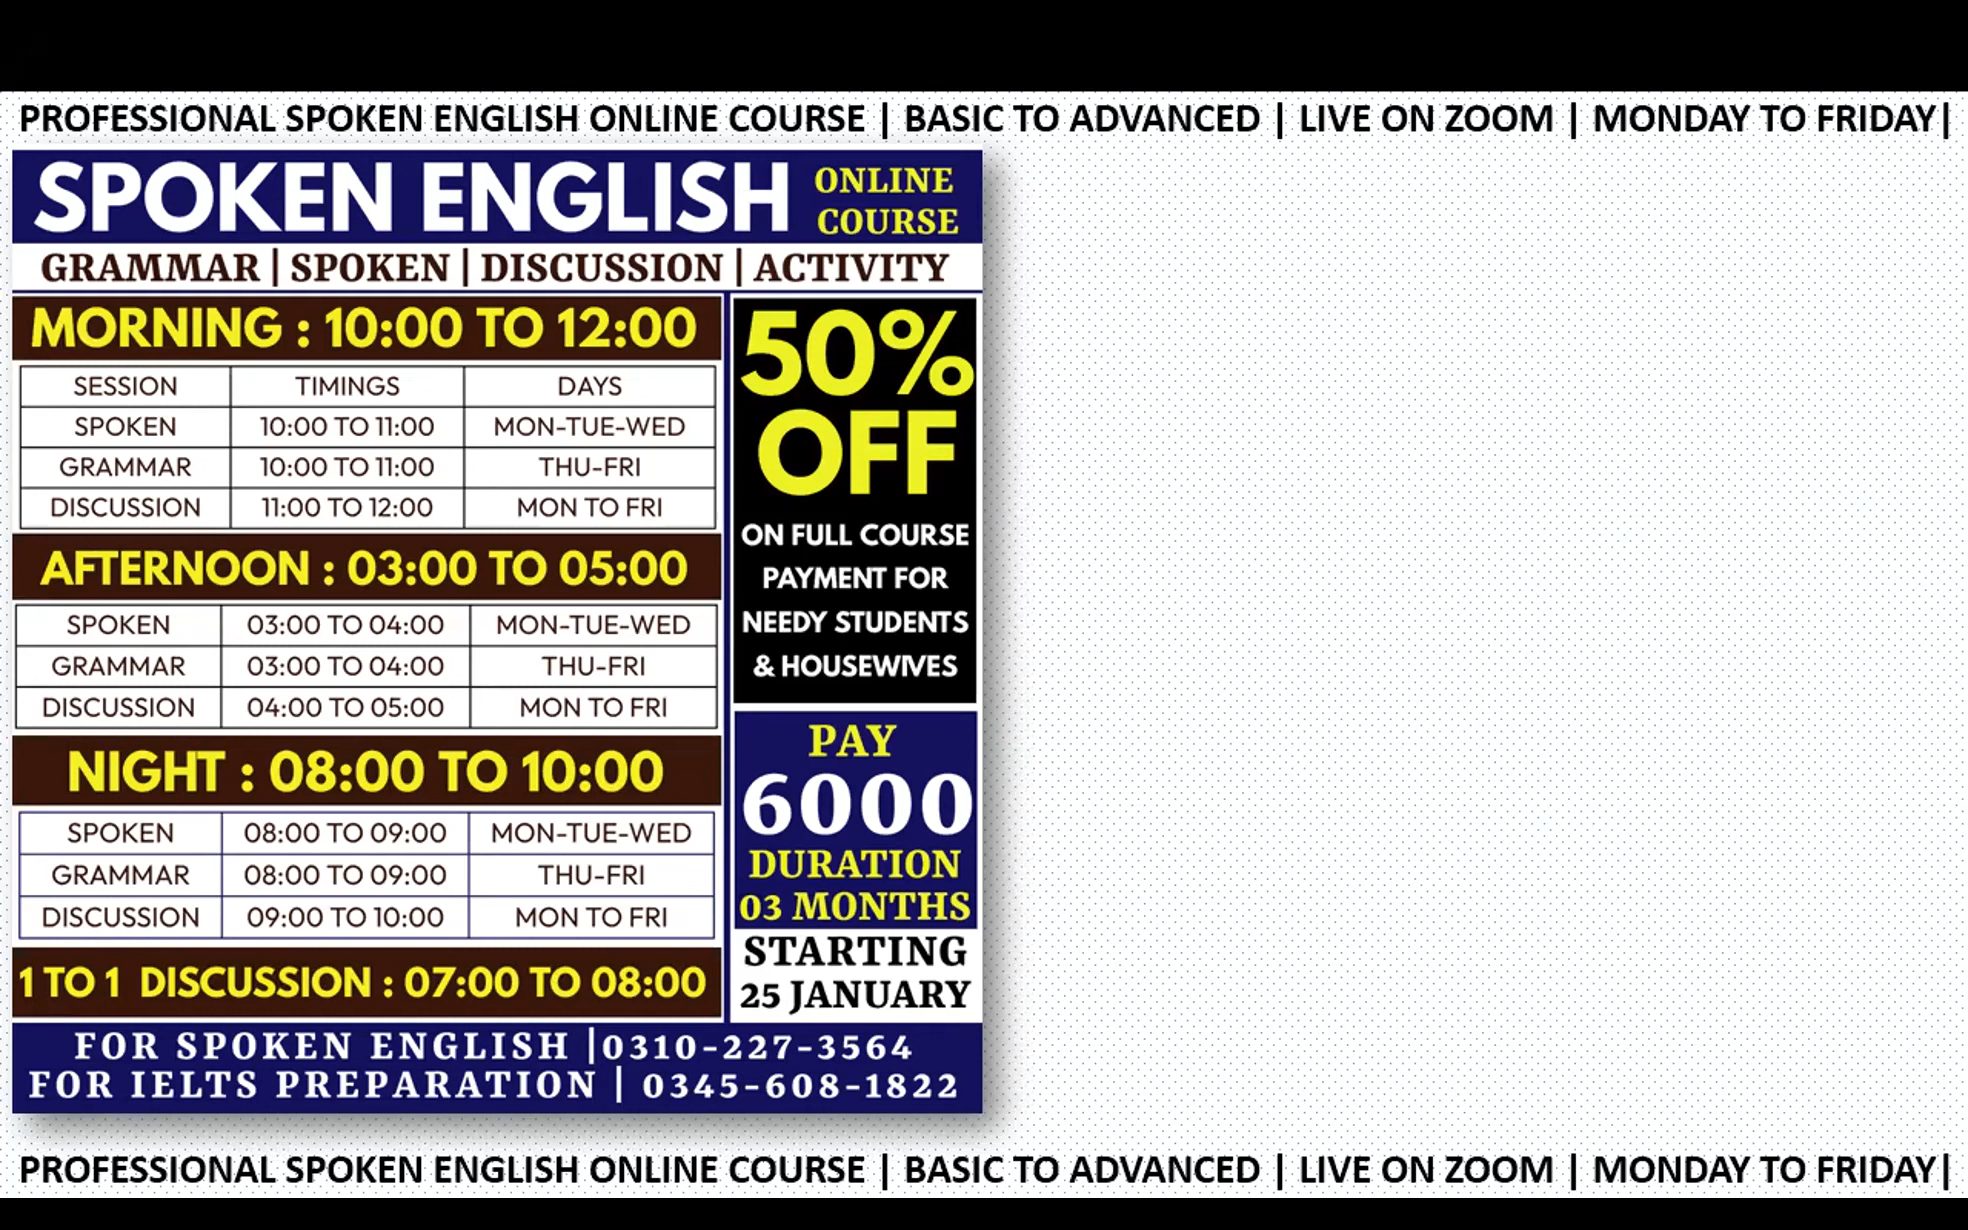 PROFESSIONAL SPOKEN ENGLISH ONLINE COURSE | BASIC TO ADVANCED | LIVE ON ZOOM | MONDAY TO FRIDAY|
SPOKEN ENGLISH
ONLINE
COURSE
GRAMMAR | SPOKEN | DISCUSSION | ACTIVITY
MORNING : 10:00 TO 12:00
SESSION TIMINGS DAYS
SPOKEN 10:00 TO 11:00 MON-TUE-WED
GRAMMAR 10:00 TO 11:00 THU-FRI
DISCUSSION 11:00 TO 12:00 MON TO FRI
AFTERNOON : 03:00 TO 05:00
SPOKEN 03:00 TO 04:00 MON-TUE-WED
GRAMMAR 03:00 TO 04:00 THU-FRI
DISCUSSION 04:00 TO 05:00 MON TO FRI
NIGHT : 08:00 TO 10:00
SPOKEN 08:00 TO 09:00 MON-TUE-WED
GRAMMAR 08:00 TO 09:00 THU-FRI
DISCUSSION 09:00 TO 10:00 MON TO FRI
1 TO 1 DISCUSSION : 07:00 TO 08:00
50%
OFF
ON FULL COURSE
PAYMENT FOR
NEEDY STUDENTS
& HOUSEWIVES
PAY
6000
DURATION
03 MONTHS
STARTING
25 JANUARY
FOR SPOKEN ENGLISH |0310-227-3564
FOR IELTS PREPARATION | 0345-608-1822
PROFESSIONAL SPOKEN ENGLISH ONLINE COURSE | BASIC TO ADVANCED | LIVE ON ZOOM | MONDAY TO FRIDAY|